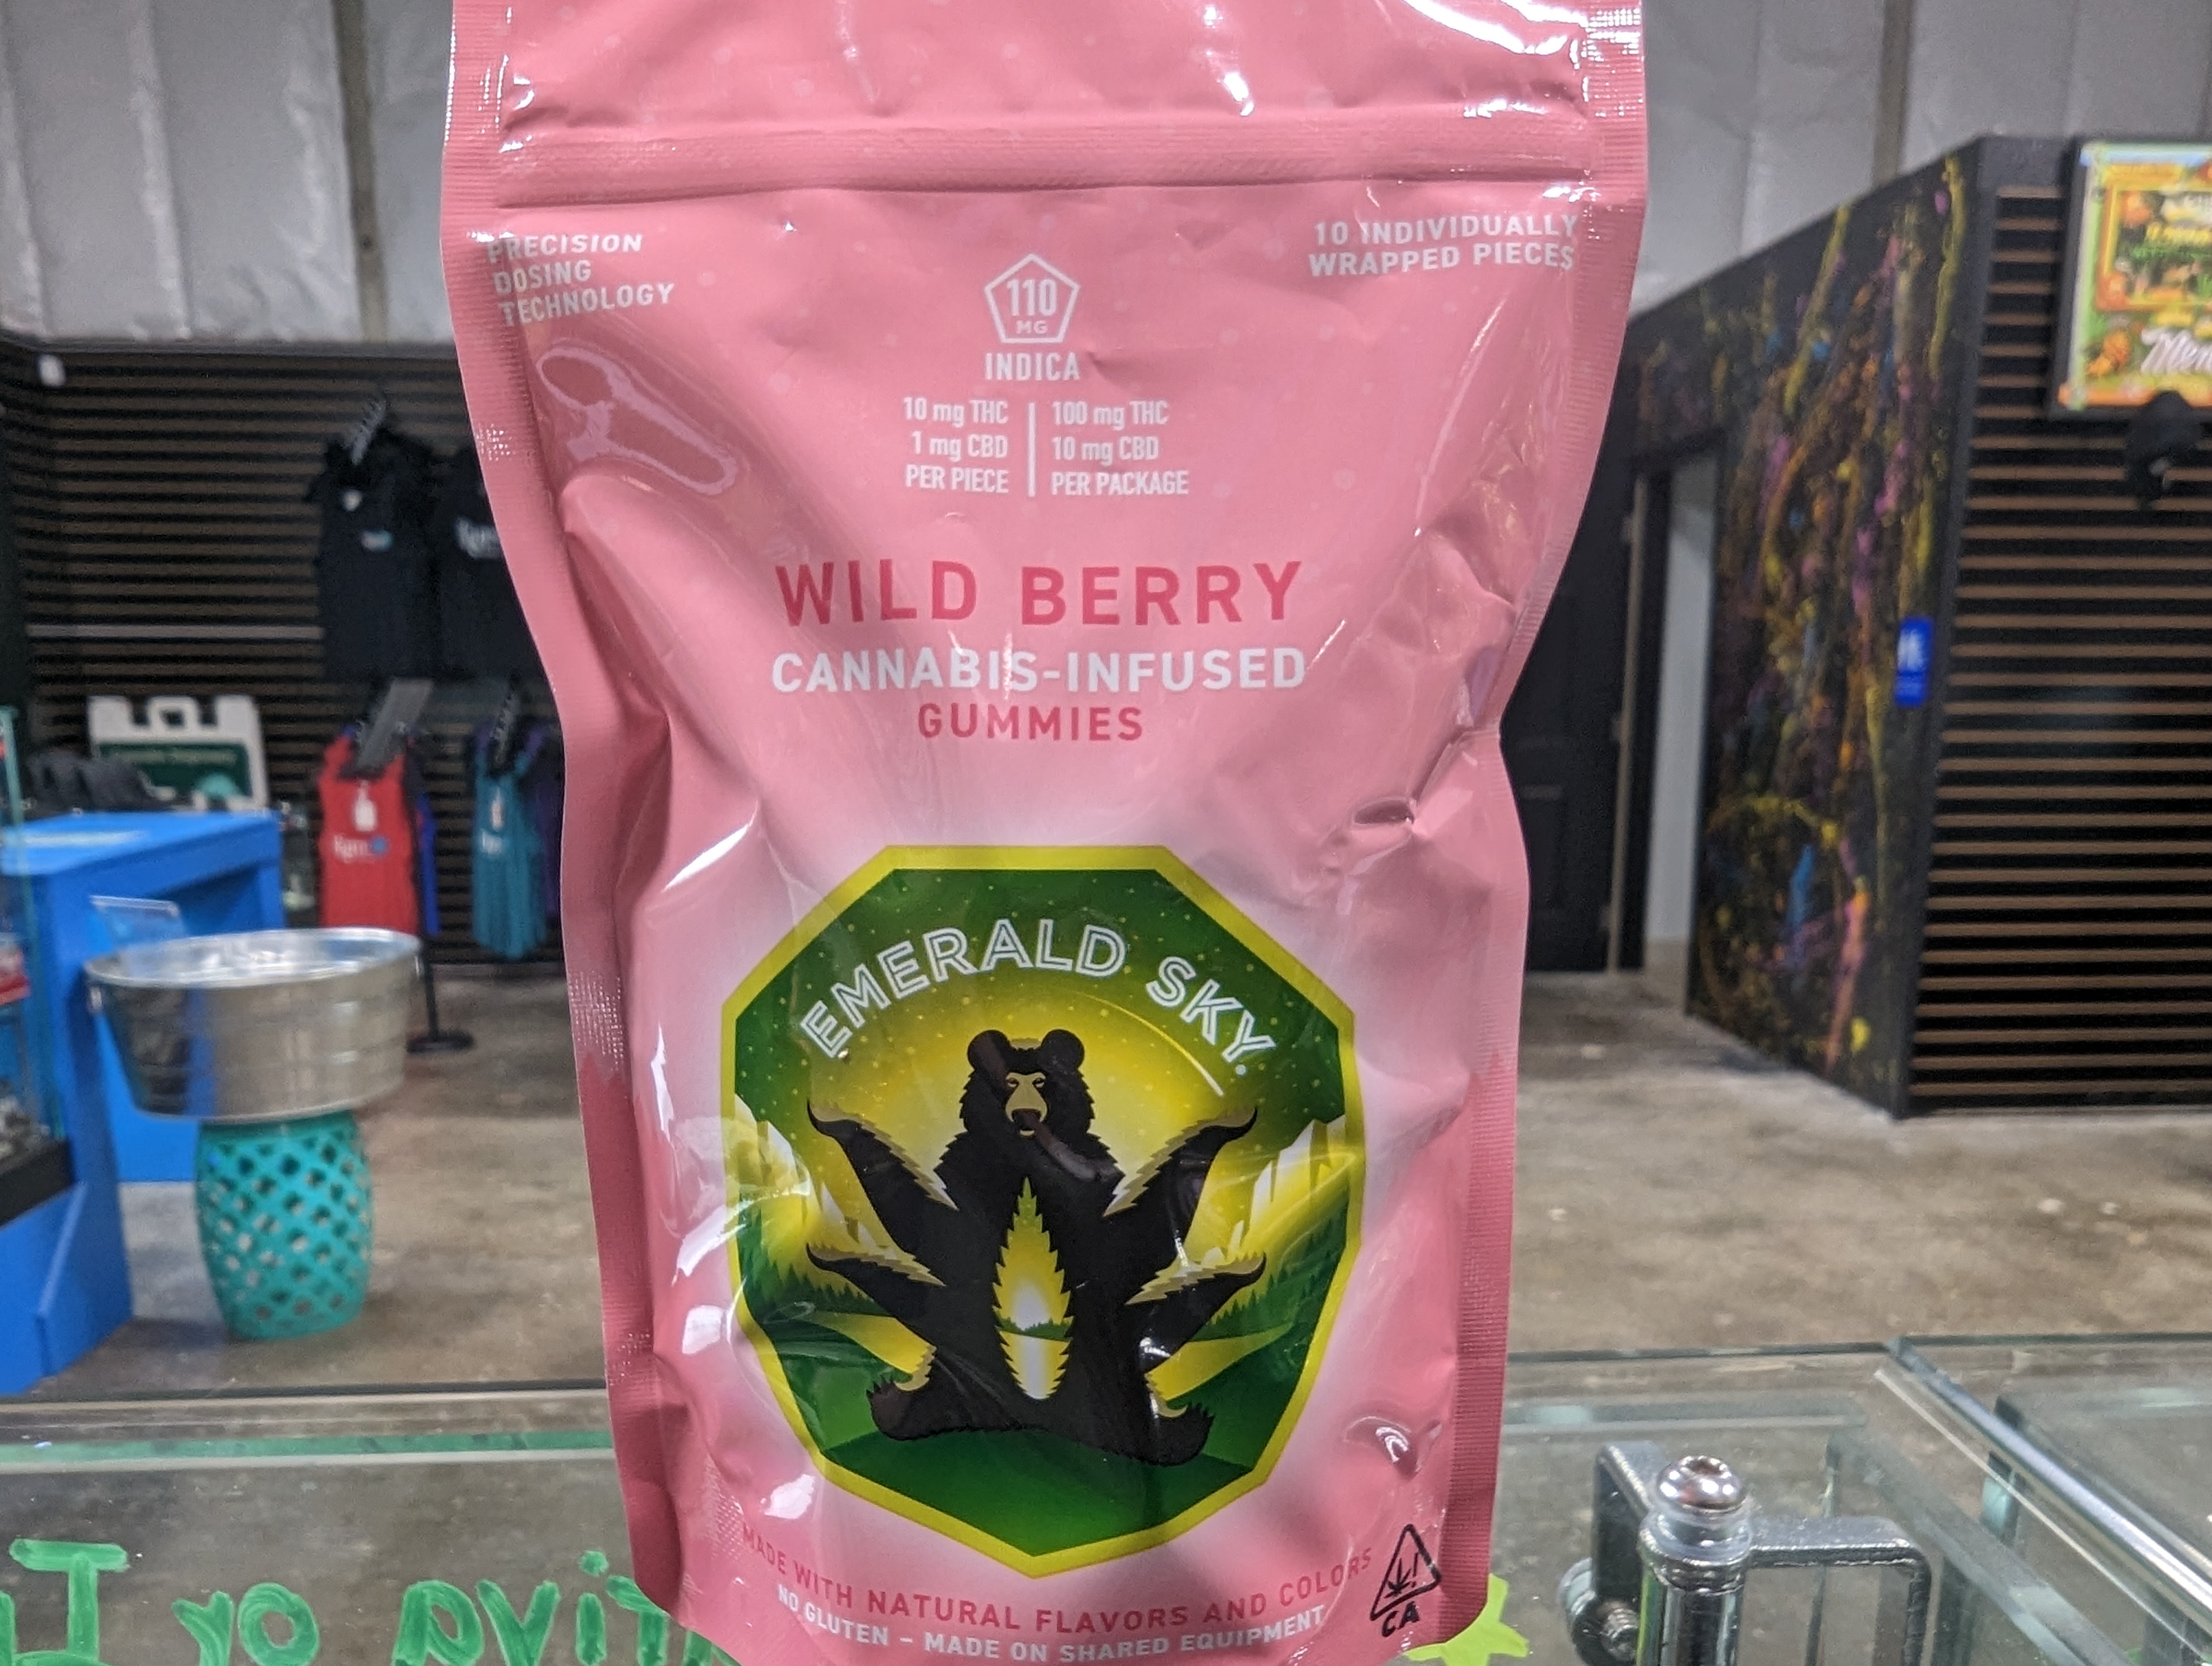 PRECISION
DOSING
TECHNOLOGY
10 INDIVIDUALLY
WRAPPED PIECES
110
MG
INDICA
10 mg THC
1 mg CBD
PER PIECE
100 mg THC
10 mg CBD
PER PACKAGE
WILD BERRY
CANNABIS-INFUSED
GUMMIES
EMERALD SKY
MADE WITH NATURAL FLAVORS AND COLORS
NO GLUTEN – MADE ON SHARED EQUIPMENT
CA